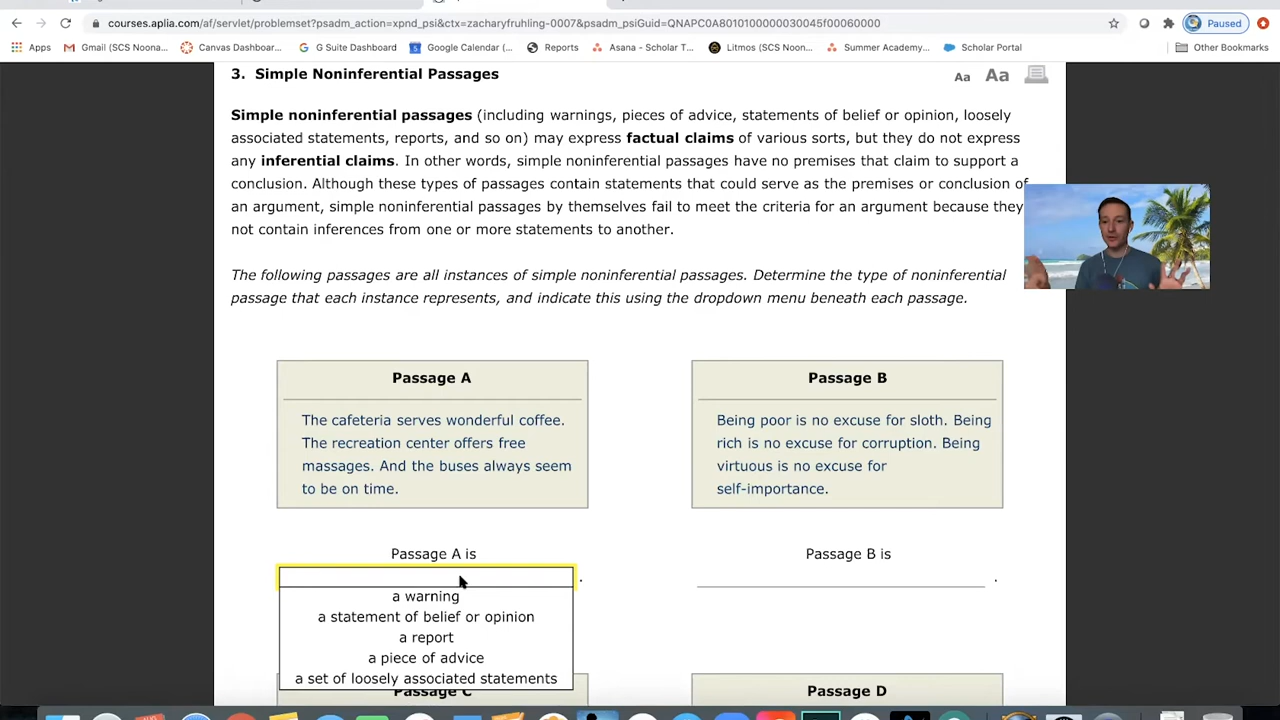 courses.aplia.com/af/servlet/problemset?psadm_action=xpnd_psi&ctx=zacharyfruhling-0007&psadm_psiGuid=QNAPC0A8010100000030045f00060000
Paused
Apps Gmail (SCS Noona... Canvas Dashboar... G Suite Dashboard Google Calendar (... Reports Asana - Scholar T... Litmos (SCS Noon... Summer Academy... Scholar Portal Other Bookmarks
3. Simple Noninferential Passages
Aa Aa
Simple noninferential passages (including warnings, pieces of advice, statements of belief or opinion, loosely
associated statements, reports, and so on) may express factual claims of various sorts, but they do not express
any inferential claims. In other words, simple noninferential passages have no premises that claim to support a
conclusion. Although these types of passages contain statements that could serve as the premises or conclusion of
an argument, simple noninferential passages by themselves fail to meet the criteria for an argument because they
not contain inferences from one or more statements to another.
The following passages are all instances of simple noninferential passages. Determine the type of noninferential
passage that each instance represents, and indicate this using the dropdown menu beneath each passage.
Passage A
The cafeteria serves wonderful coffee.
The recreation center offers free
massages. And the buses always seem
to be on time.
Passage B
Being poor is no excuse for sloth. Being
rich is no excuse for corruption. Being
virtuous is no excuse for
self-importance.
Passage A is
.
a warning
a statement of belief or opinion
a report
a piece of advice
a set of loosely associated statements
Passage B is
.
Passage C
Passage D